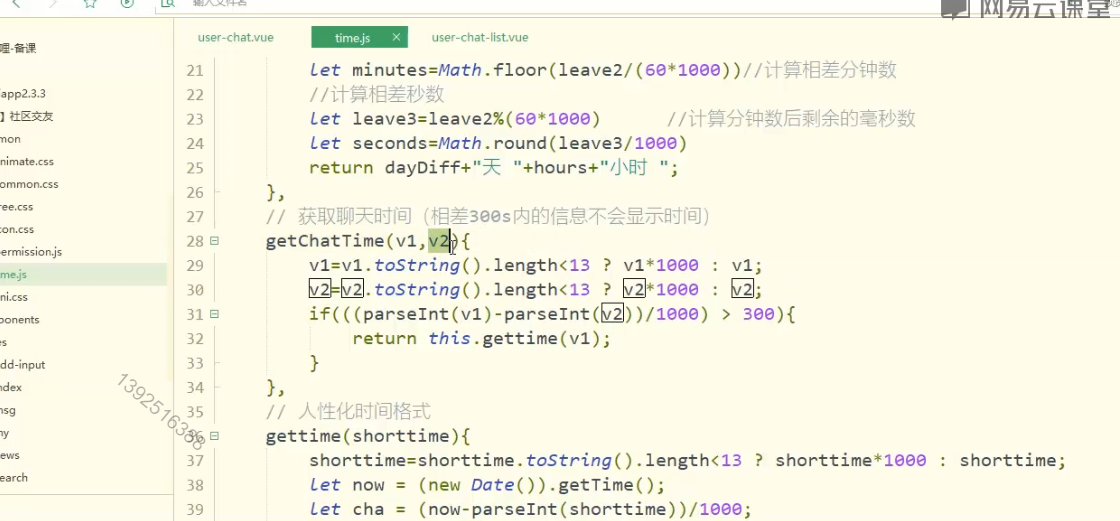 输入文件名
网易云课堂
user-chat.vue time.js × user-chat-list.vue
哩-备课
iapp2.3.3
】社区交友
mon
nimate.css
ommon.css
ree.css
con.css
ermission.js
me.js
ni.css
ponents
es
dd-input
ndex
nsg
ny
ews
earch
21 let minutes=Math.floor(leave2/(60*1000))//计算相差分钟数
22 //计算相差秒数
23 let leave3=leave2%(60*1000) //计算分钟数后剩余的毫秒数
24 let seconds=Math.round(leave3/1000)
25 return dayDiff+"天 "+hours+"小时 ";
26 },
27 // 获取聊天时间（相差300s内的信息不会显示时间）
28 getChatTime(v1,v2){
29 v1=v1.toString().length<13 ? v1*1000 : v1;
30 v2=v2.toString().length<13 ? v2*1000 : v2;
31 if(((parseInt(v1)-parseInt(v2))/1000) > 300){
32 return this.gettime(v1);
33 }
34 },
35 // 人性化时间格式
36 gettime(shorttime){
37 shorttime=shorttime.toString().length<13 ? shorttime*1000 : shorttime;
38 let now = (new Date()).getTime();
39 let cha = (now-parseInt(shorttime))/1000;